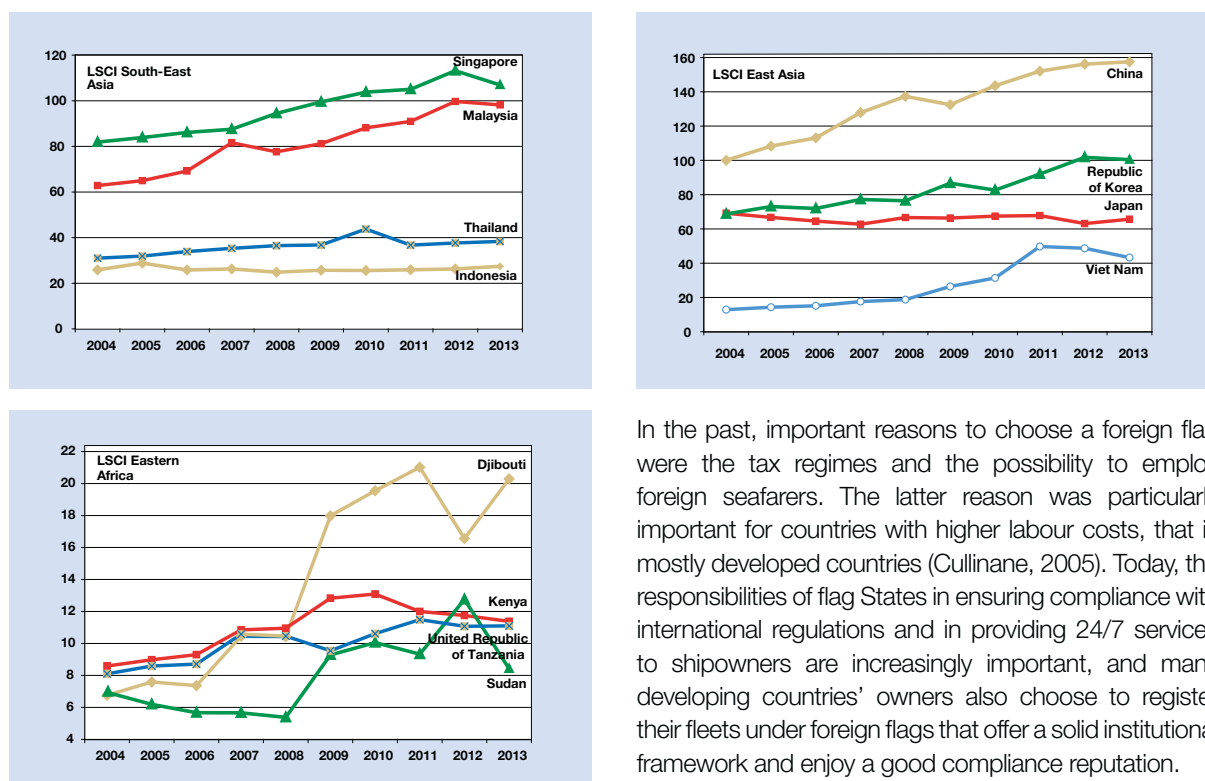 120
100
80
60
40
20
0
LSCI South-East
Asia
Singapore
Malaysia
Thailand
Indonesia
2004 2005 2006 2007 2008 2009 2010 2011 2012 2013
160
140
120
100
80
60
40
20
0
LSCI East Asia
China
Republic
of Korea
Japan
Viet Nam
2004 2005 2006 2007 2008 2009 2010 2011 2012 2013
22
20
18
16
14
12
10
8
6
4
LSCI Eastern
Africa
Djibouti
Kenya
United Republic
of Tanzania
Sudan
2004 2005 2006 2007 2008 2009 2010 2011 2012 2013
In the past, important reasons to choose a foreign fla
were the tax regimes and the possibility to emplo
foreign seafarers. The latter reason was particularl
important for countries with higher labour costs, that i
mostly developed countries (Cullinane, 2005). Today, th
responsibilities of flag States in ensuring compliance wit
international regulations and in providing 24/7 service
to shipowners are increasingly important, and man
developing countries' owners also choose to registe
their fleets under foreign flags that offer a solid institutiona
framework and enjoy a good compliance reputation.